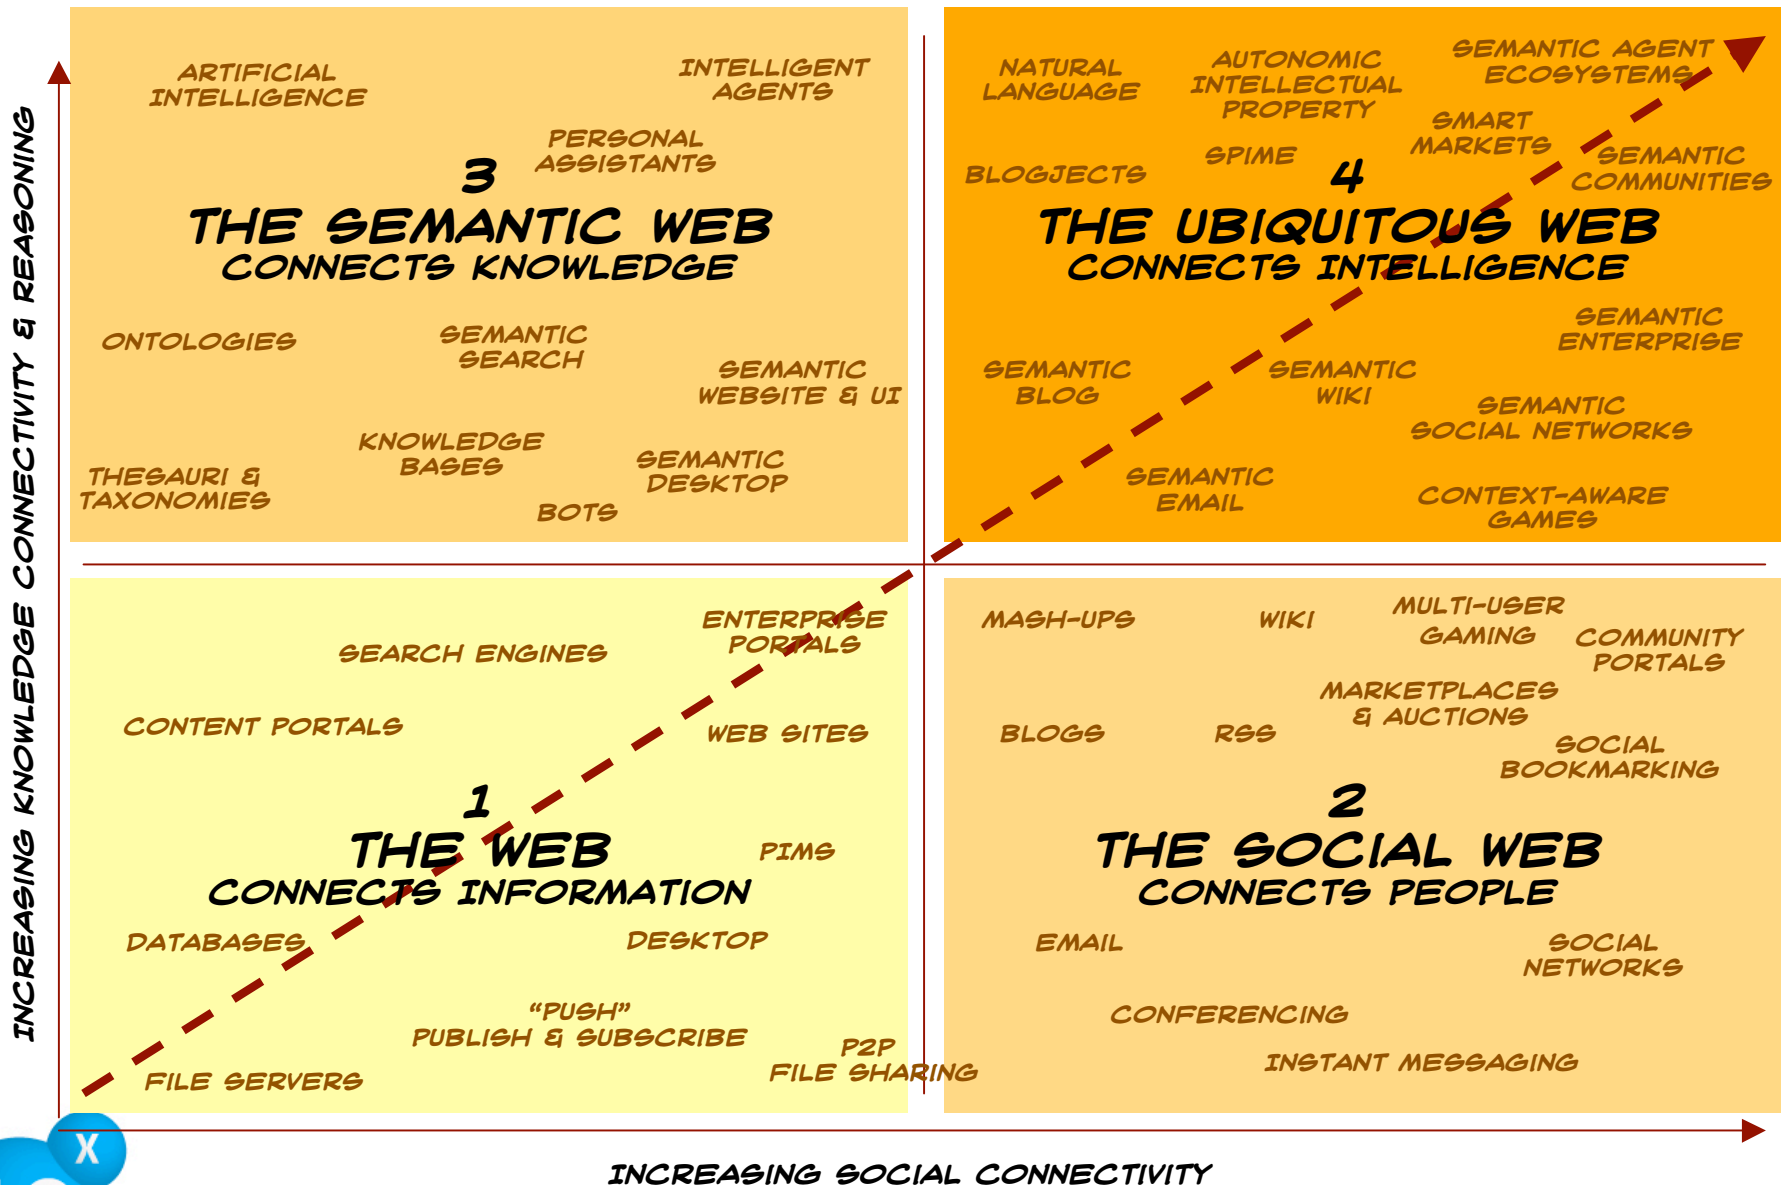 INCREASING KNOWLEDGE CONNECTIVITY & REASONING
ARTIFICIAL
INTELLIGENCE
INTELLIGENT
AGENTS
PERSONAL
ASSISTANTS
3
THE SEMANTIC WEB
CONNECTS KNOWLEDGE
ONTOLOGIES
SEMANTIC
SEARCH
SEMANTIC
WEBSITE & UI
KNOWLEDGE
BASES
SEMANTIC
DESKTOP
THESAURI &
TAXONOMIES
BOTS
NATURAL
LANGUAGE
AUTONOMIC
INTELLECTUAL
PROPERTY
SEMANTIC AGENT
ECOSYSTEMS
SMART
MARKETS
SPIME
BLOGJECTS
SEMANTIC
COMMUNITIES
4
THE UBIQUITOUS WEB
CONNECTS INTELLIGENCE
SEMANTIC
ENTERPRISE
SEMANTIC
BLOG
SEMANTIC
WIKI
SEMANTIC
SOCIAL NETWORKS
SEMANTIC
EMAIL
CONTEXT-AWARE
GAMES
ENTERPRISE
PORTALS
SEARCH ENGINES
CONTENT PORTALS
WEB SITES
1
THE WEB
CONNECTS INFORMATION
PIMS
DATABASES
DESKTOP
"PUSH"
PUBLISH & SUBSCRIBE
P2P
FILE SHARING
FILE SERVERS
MASH-UPS
WIKI
MULTI-USER
GAMING
COMMUNITY
PORTALS
MARKETPLACES
& AUCTIONS
BLOGS
RSS
SOCIAL
BOOKMARKING
2
THE SOCIAL WEB
CONNECTS PEOPLE
EMAIL
SOCIAL
NETWORKS
CONFERENCING
INSTANT MESSAGING
X
INCREASING SOCIAL CONNECTIVITY